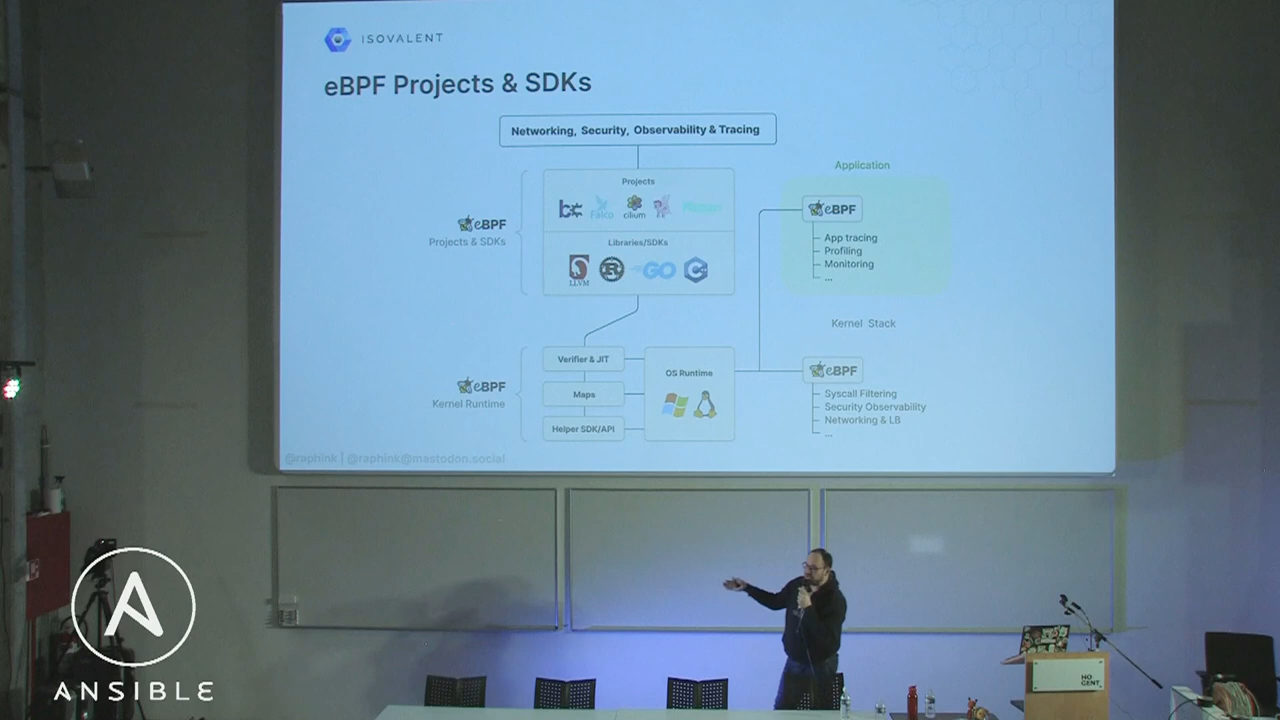 ISOVALENT
eBPF Projects & SDKs
Networking, Security, Observability & Tracing
Projects
Falco
cilium
Libraries/SDKs
LLVM
R
GO
C
eBPF
Projects & SDKs
Application
eBPF
App tracing
Profiling
Monitoring
...
Kernel Stack
eBPF
Kernel Runtime
Verifier & JIT
Maps
Helper SDK/API
OS Runtime
eBPF
Syscall Filtering
Security Observability
Networking & LB
...
@raphink | @raphink@mastodon.social
HO
GENT
ANSIBLE